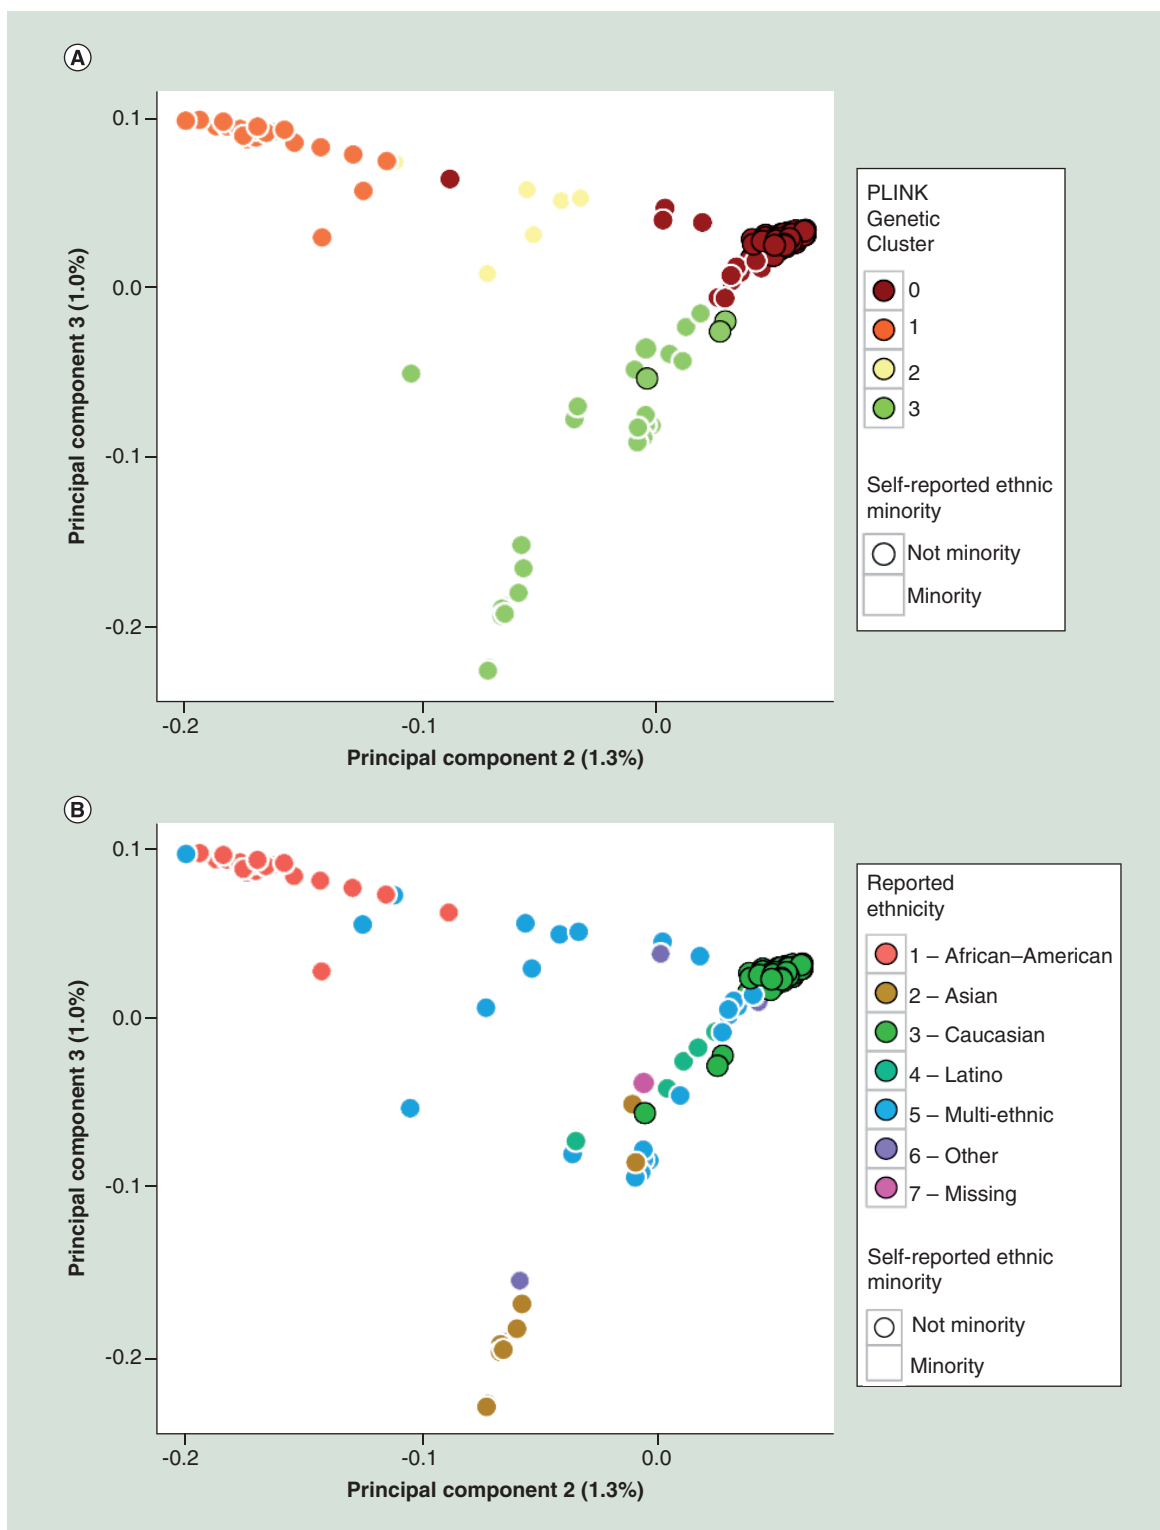 A
0.1
0.0
-0.1
-0.2
-0.2
-0.1
0.0
Principal component 3 (1.0%)
Principal component 2 (1.3%)
PLINK
Genetic
Cluster
0
1
2
3
Self-reported ethnic
minority
Not minority
Minority
B
0.1
0.0
-0.1
-0.2
-0.2
-0.1
0.0
Principal component 3 (1.0%)
Principal component 2 (1.3%)
Reported
ethnicity
1 – African–American
2 – Asian
3 – Caucasian
4 – Latino
5 – Multi-ethnic
6 – Other
7 – Missing
Self-reported ethnic
minority
Not minority
Minority